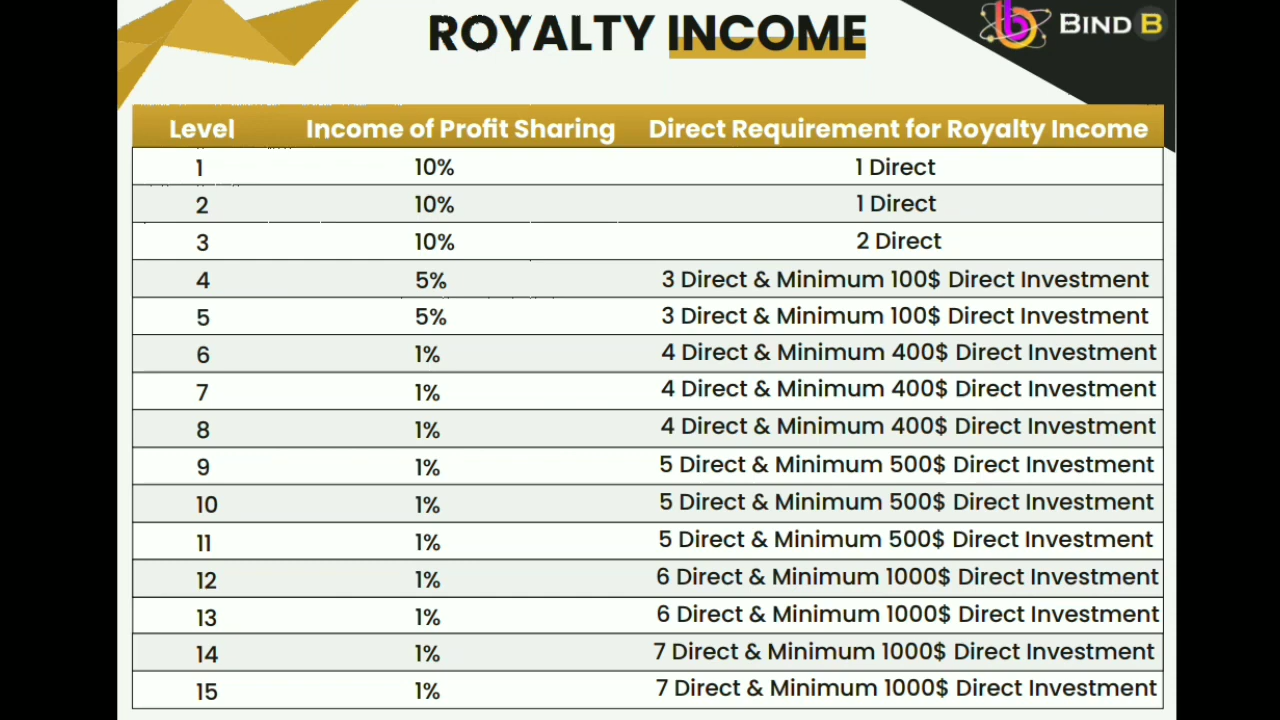 ROYALTY INCOME
BIND B
Level Income of Profit Sharing Direct Requirement for Royalty Income
1 10% 1 Direct
2 10% 1 Direct
3 10% 2 Direct
4 5% 3 Direct & Minimum 100$ Direct Investment
5 5% 3 Direct & Minimum 100$ Direct Investment
6 1% 4 Direct & Minimum 400$ Direct Investment
7 1% 4 Direct & Minimum 400$ Direct Investment
8 1% 4 Direct & Minimum 400$ Direct Investment
9 1% 5 Direct & Minimum 500$ Direct Investment
10 1% 5 Direct & Minimum 500$ Direct Investment
11 1% 5 Direct & Minimum 500$ Direct Investment
12 1% 6 Direct & Minimum 1000$ Direct Investment
13 1% 6 Direct & Minimum 1000$ Direct Investment
14 1% 7 Direct & Minimum 1000$ Direct Investment
15 1% 7 Direct & Minimum 1000$ Direct Investment